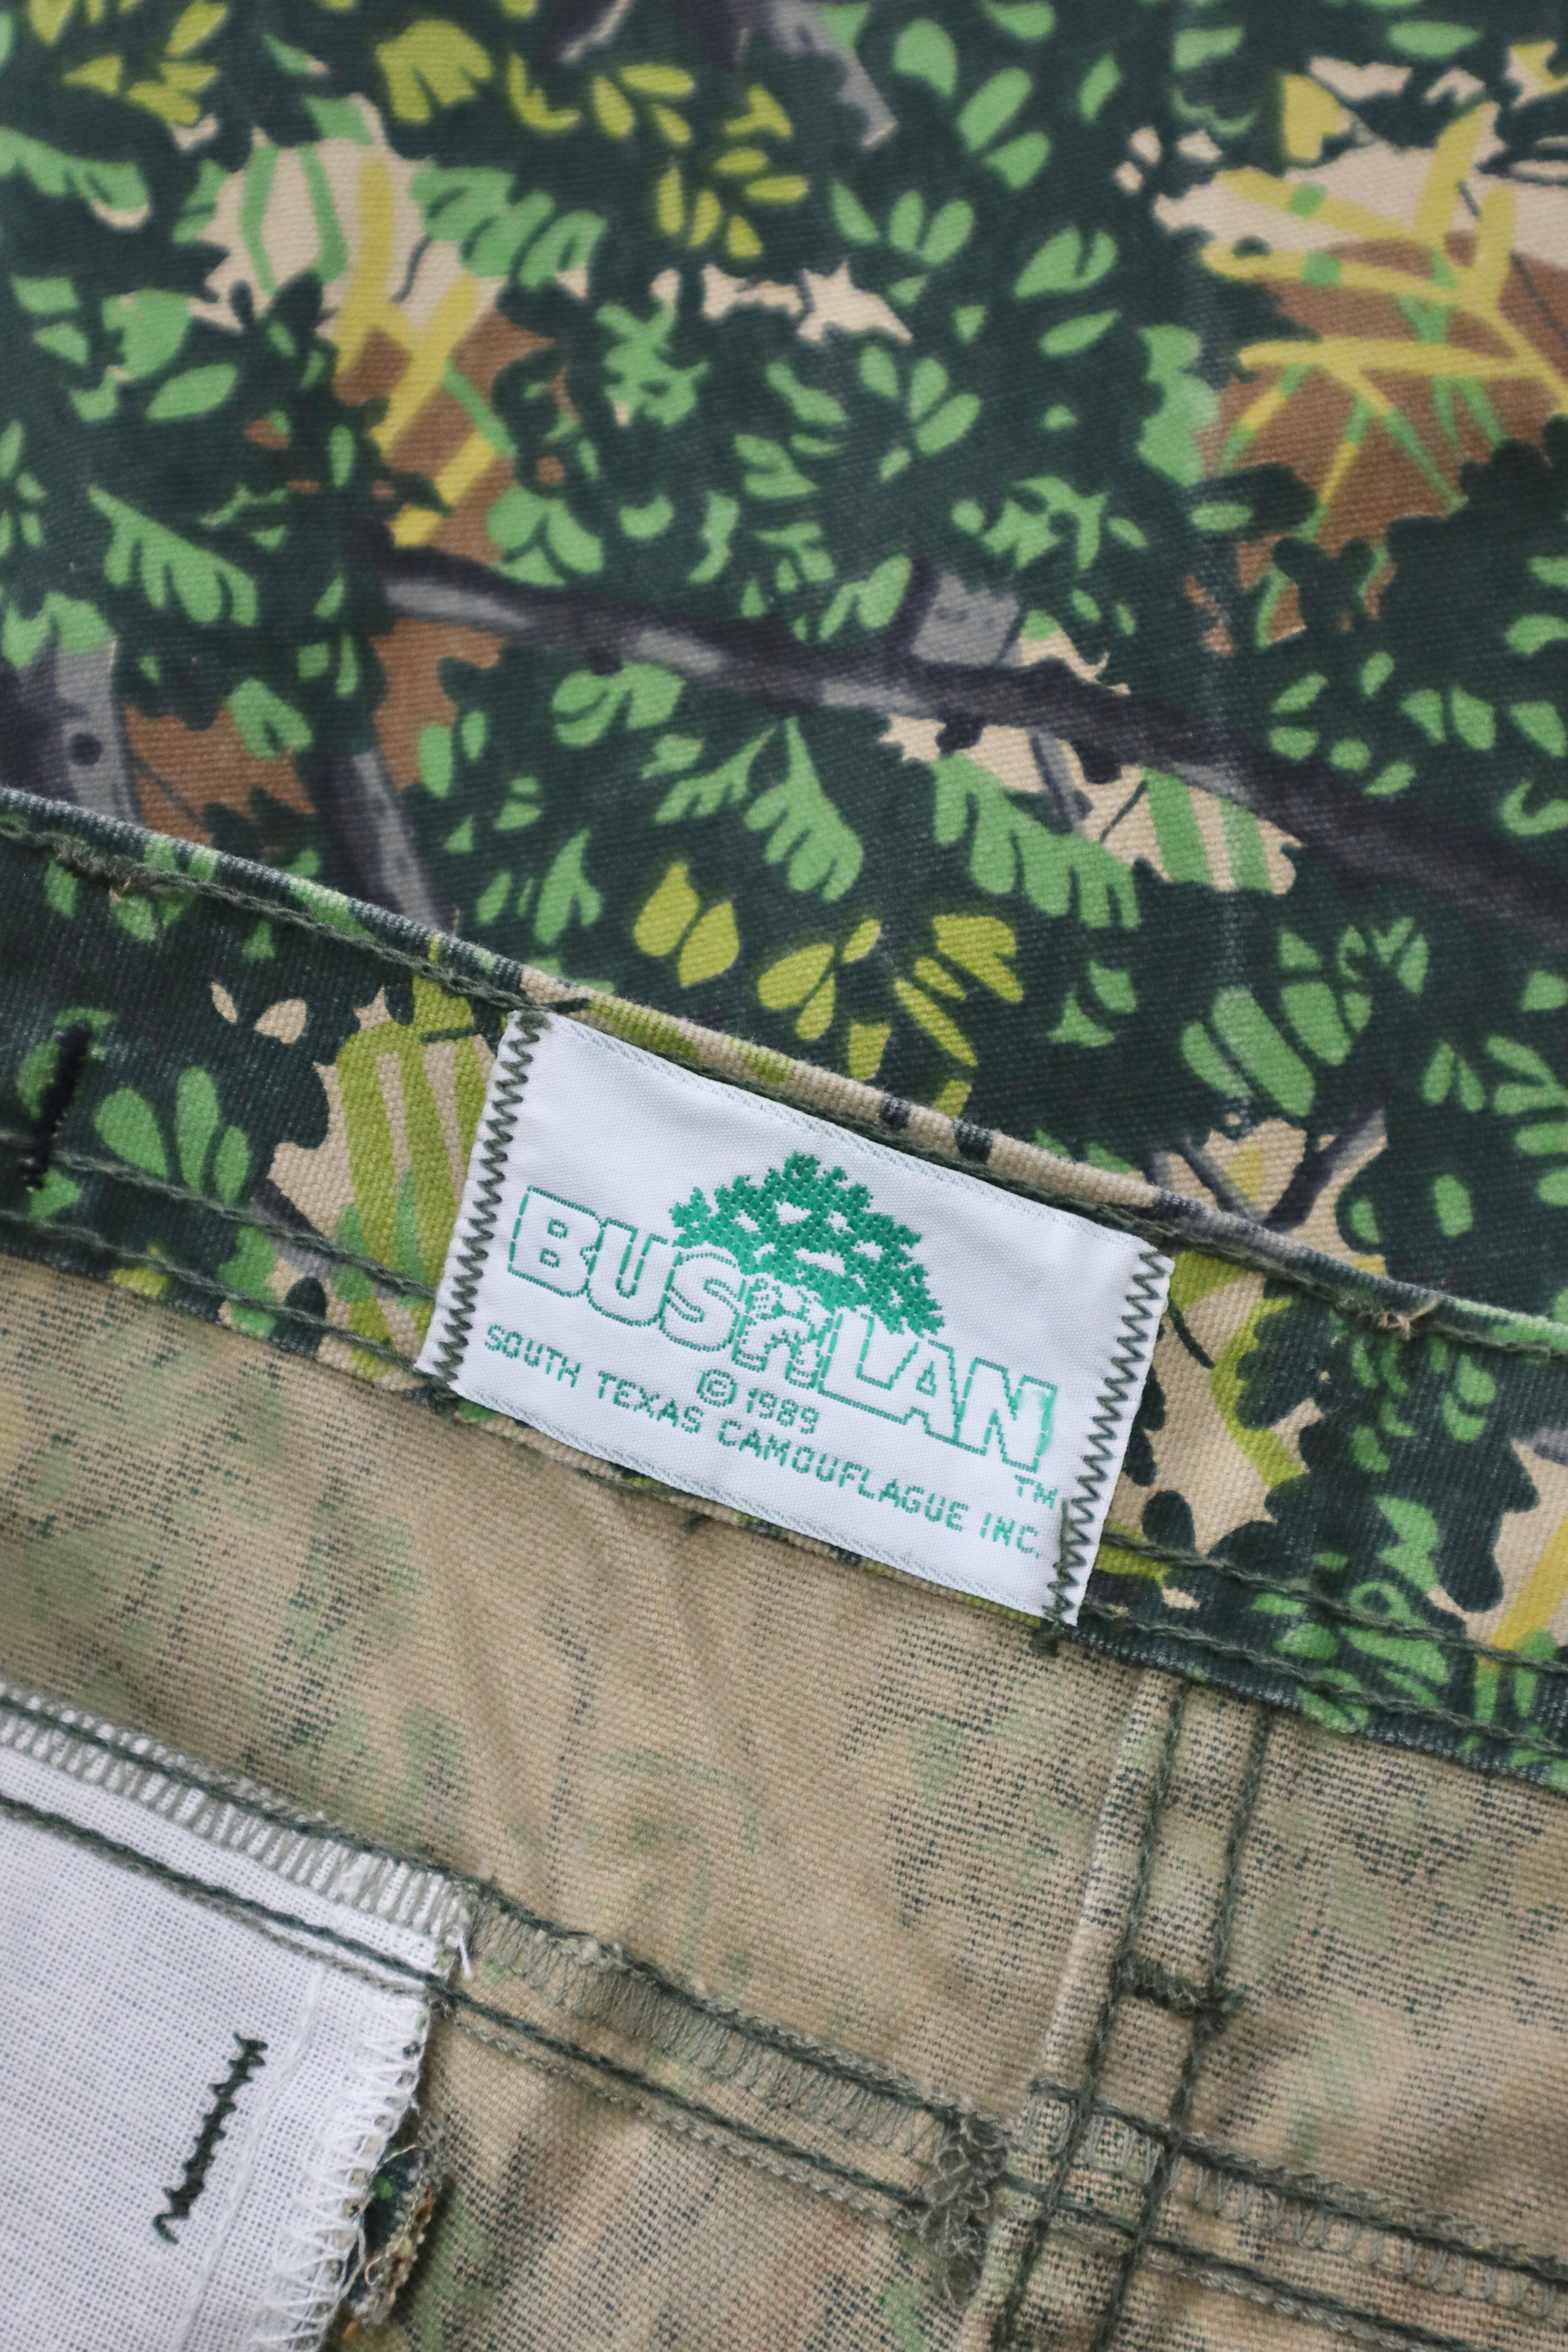 BUSHLAN
© 1989 ™
SOUTH TEXAS CAMOUFLAGUE INC.